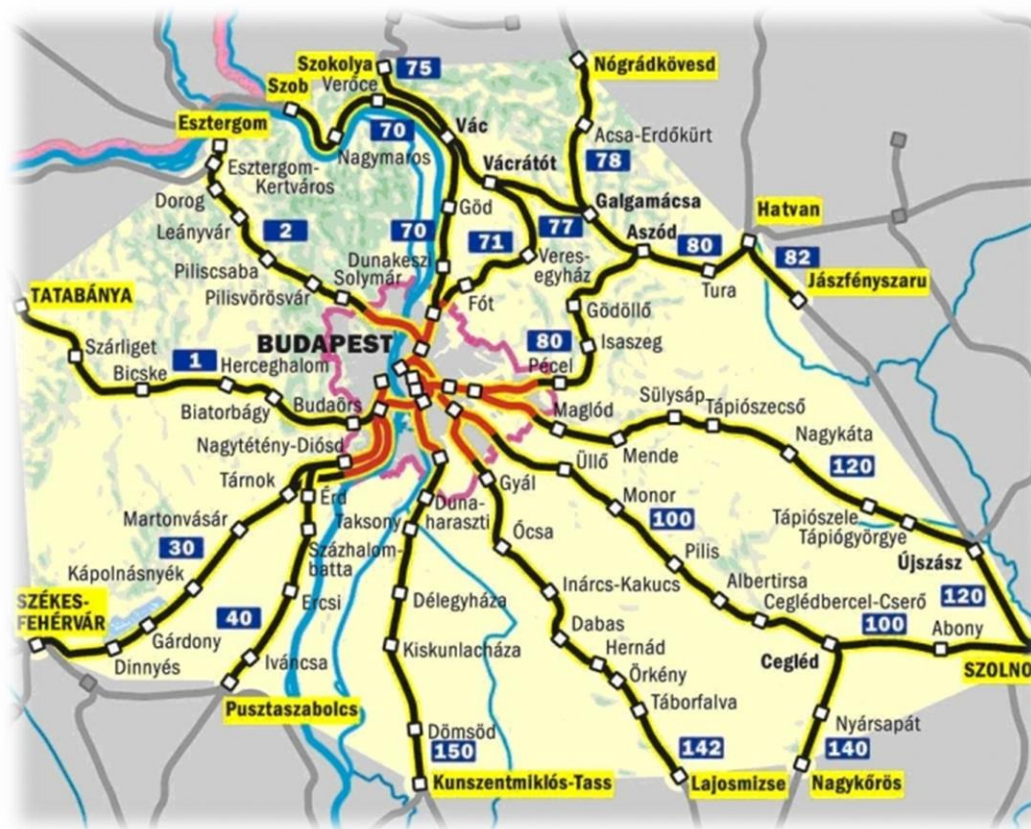 Szokolya
75
Nógrádkövesd
Szob
Verőce
Esztergom
70
Vác
Acsa-Erdőkürt
Nagymaros
Vácrátót
78
Esztergom-
Kertváros
Dorog
Galgamácsa
Hatvan
Leányvár
2
Göd
77
Aszód
70
71
80
82
Piliscsaba
Dunakeszi
Veres-
egyház
Jászfényszaru
Solymár
Tura
Pilisvörösvár
Fót
TATABÁNYA
Gödöllő
BUDAPEST
80
Isaszeg
Szárliget
1
Herceghalom
Pécel
Bicske
Biatorbágy
Budaörs
Maglód
Sülysáp
Tápiószecső
Nagykáta
Nagytétény-Diósd
Mende
120
Üllő
Tárnok
Érd
Gyál
Monor
Duna-
haraszti
Martonvásár
Taksony
100
Tápiószele
Ócsa
Tápiógyörgye
30
Százhalom-
batta
Pilis
Újszász
Kápolnásnyék
Inárcs-Kakucs
Albertirsa
SZÉKES-
FEHÉRVÁR
Ercsi
Délegyháza
Ceglédbercel-Cserő
120
40
Dabas
100
Abony
Gárdony
Kiskunlacháza
Hernád
Cegléd
Dinnyés
Iváncsa
Örkény
SZOLNO
Pusztaszabolcs
Táborfalva
Nyársapát
Dömsöd
150
142
140
Kunszentmiklós-Tass
Lajosmizse
Nagykőrös